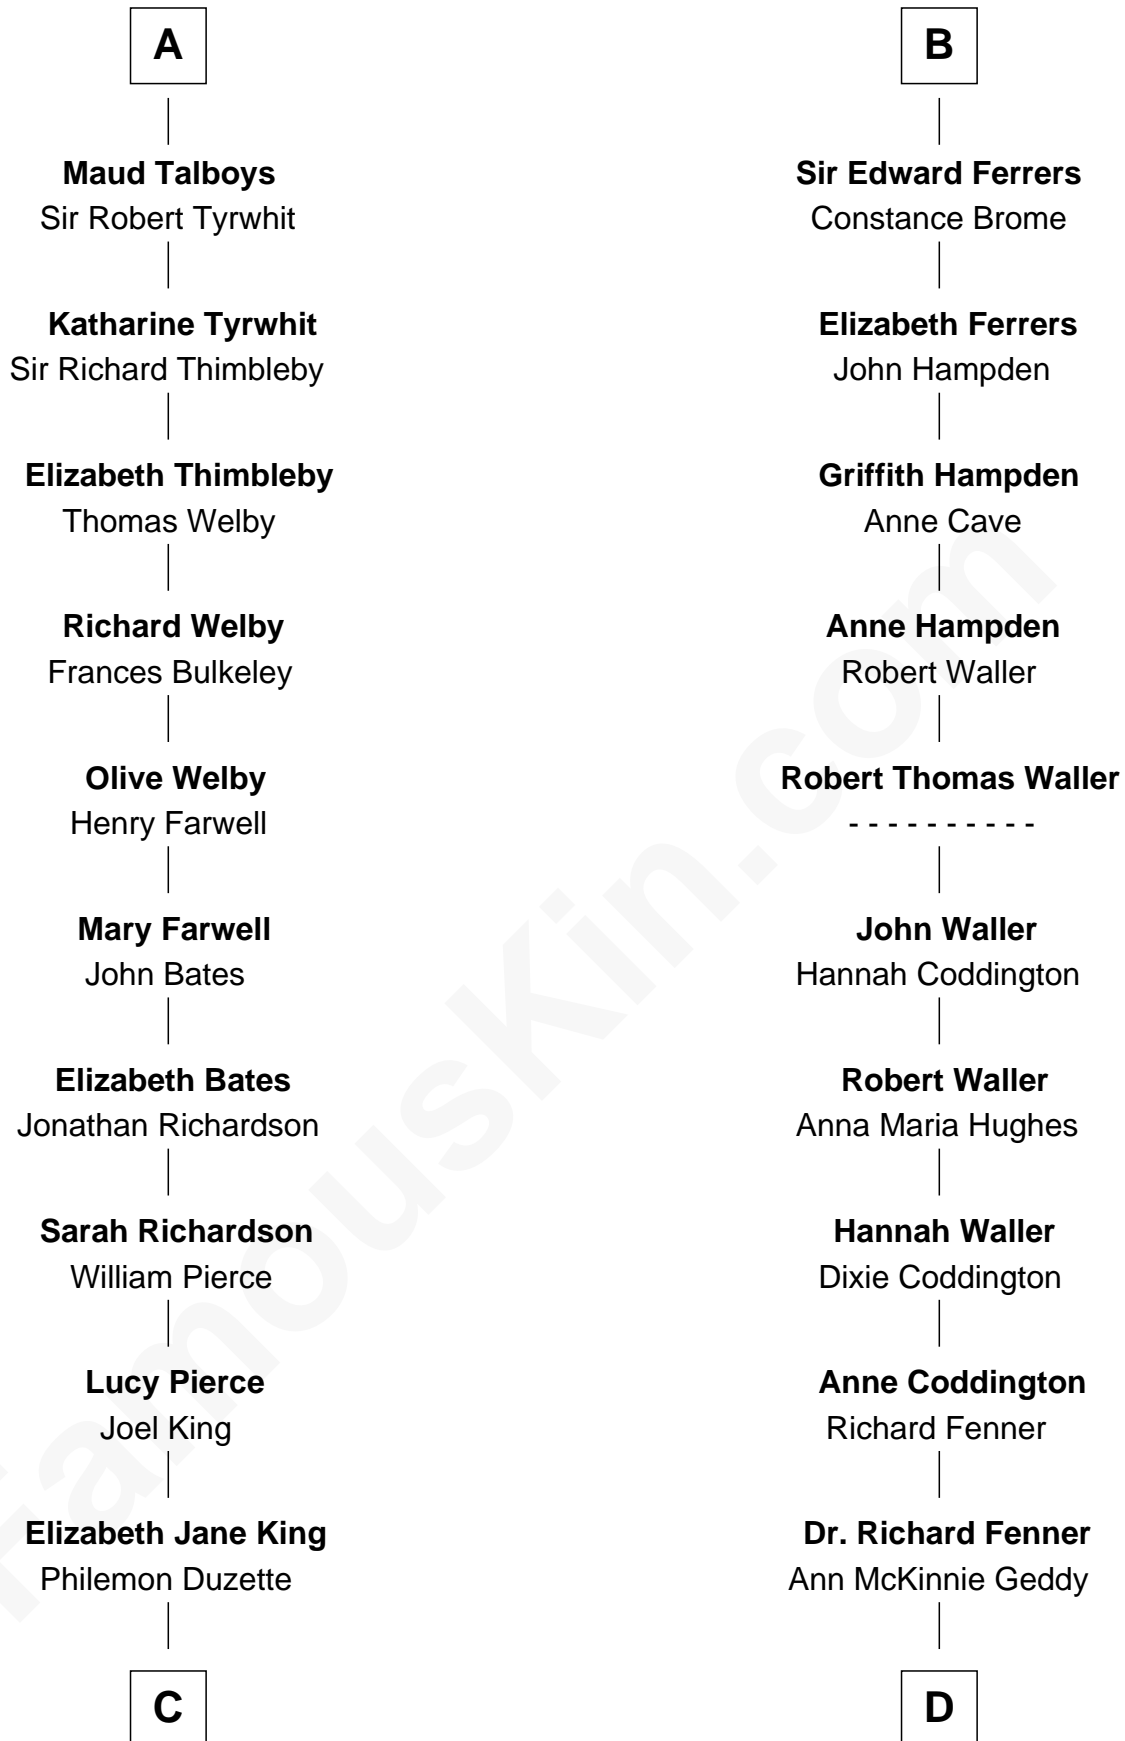 A
Maud Talboys
Sir Robert Tyrwhit
Katharine Tyrwhit
Sir Richard Thimbleby
Elizabeth Thimbleby
Thomas Welby
Richard Welby
Frances Bulkeley
Olive Welby
Henry Farwell
Mary Farwell
John Bates
Elizabeth Bates
Jonathan Richardson
Sarah Richardson
William Pierce
Lucy Pierce
Joel King
Elizabeth Jane King
Philemon Duzette
C
B
Sir Edward Ferrers
Constance Brome
Elizabeth Ferrers
John Hampden
Griffith Hampden
Anne Cave
Anne Hampden
Robert Waller
Robert Thomas Waller
- - - - - - - - - -
John Waller
Hannah Coddington
Robert Waller
Anna Maria Hughes
Hannah Waller
Dixie Coddington
Anne Coddington
Richard Fenner
Dr. Richard Fenner
Ann McKinnie Geddy
D
FamousKin.com